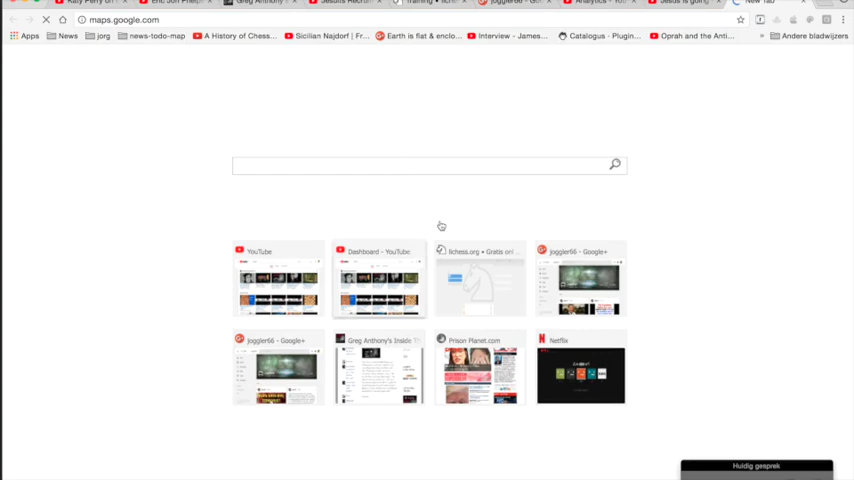 Katy Perry on
Eric Jon Phelps
Greg Anthony's
Jesuits Recruit
Training • lichess
joggler66 - Goo
Analytics - You
Jesus is going
New Tab
maps.google.com
Apps
News
jorg
news-todo-map
A History of Chess...
Sicilian Najdorf | Fr...
Earth is flat & enclo...
Interview - James...
Catalogus - Plugin...
Oprah and the Anti...
»
Andere bladwijzers
YouTube
Dashboard - YouTube
lichess.org • Gratis onl ...
joggler66 - Google+
joggler66 - Google+
Greg Anthony's Inside
Prison Planet.com
Netflix
Huidig gesprek